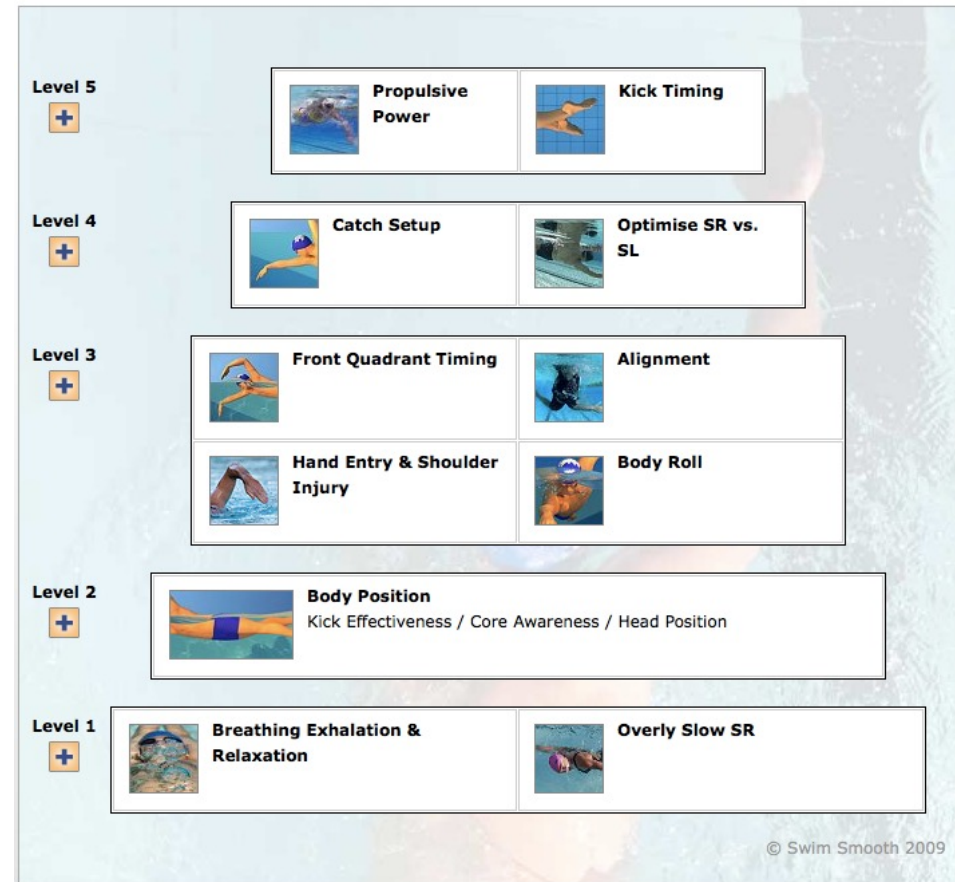 Level 5
Propulsive
Power
Kick Timing
Level 4
Catch Setup
Optimise SR vs.
SL
Level 3
Front Quadrant Timing
Alignment
Hand Entry & Shoulder
Injury
Body Roll
Level 2
Body Position
Kick Effectiveness / Core Awareness / Head Position
Level 1
Breathing Exhalation &
Relaxation
Overly Slow SR
© Swim Smooth 2009